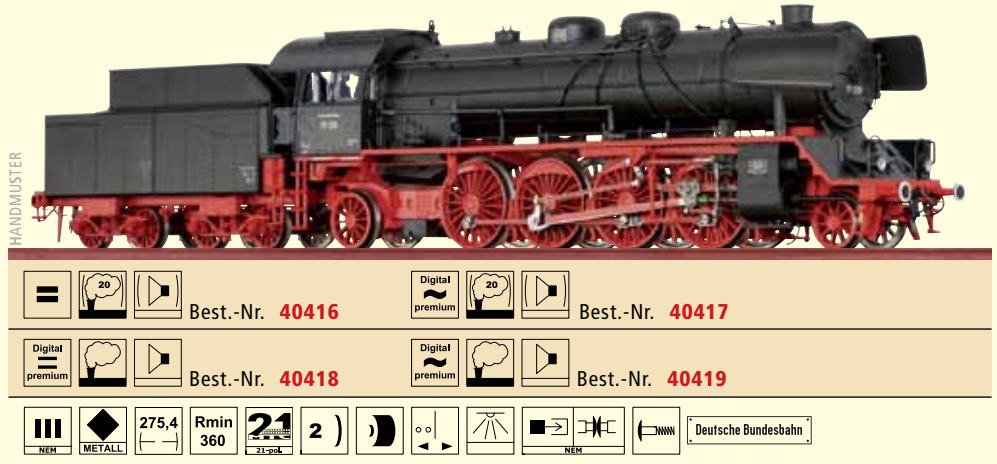 HANDMUSTER
20
Best.-Nr. 40416
Digital
premium
20
Best.-Nr. 40417
Digital
premium
Best.-Nr. 40418
Digital
premium
Best.-Nr. 40419
NEM
METALL
275,4
Rmin
360
21
21-pol.
2
NEM
Deutsche Bundesbahn